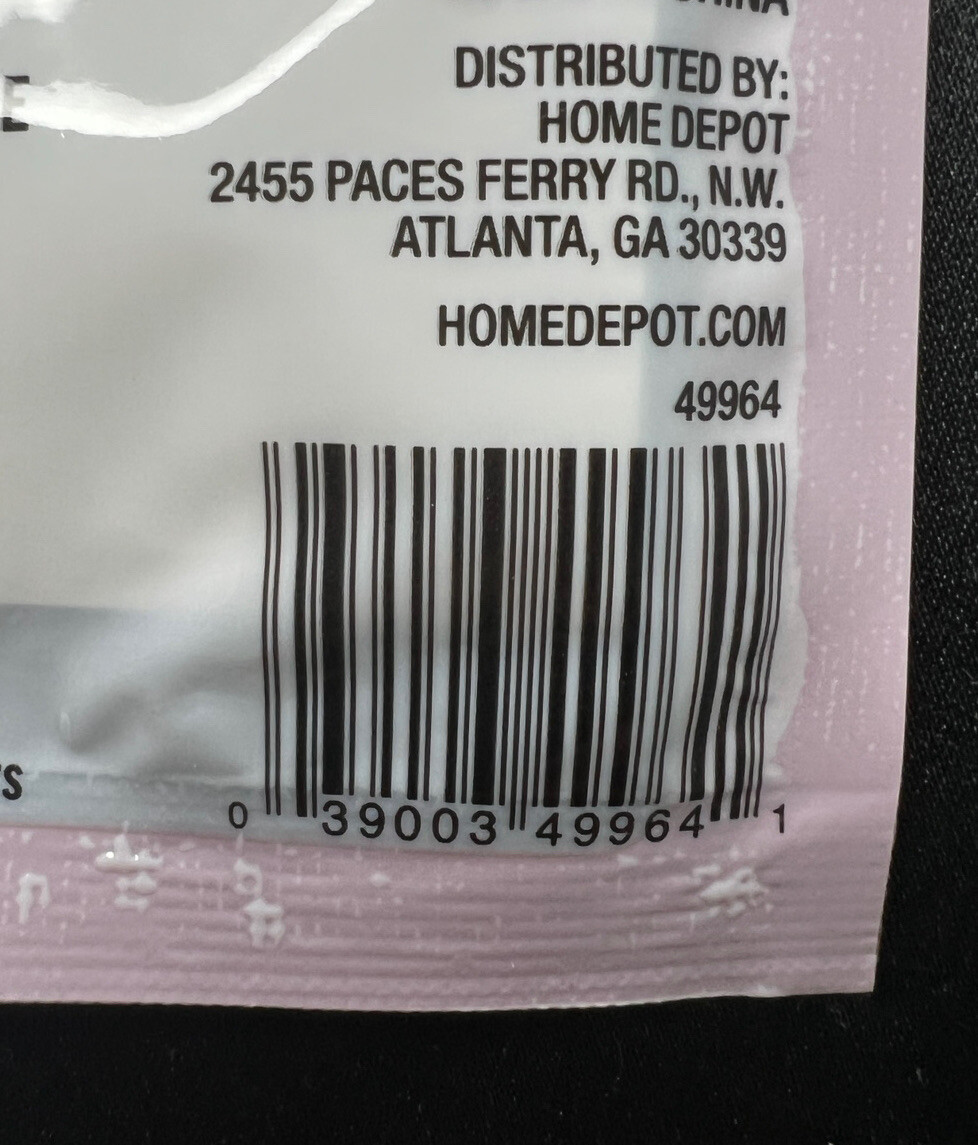 E
DISTRIBUTED BY:
HOME DEPOT
2455 PACES FERRY RD., N.W.
ATLANTA, GA 30339
HOMEDEPOT.COM
49964
0 39003 49964 1